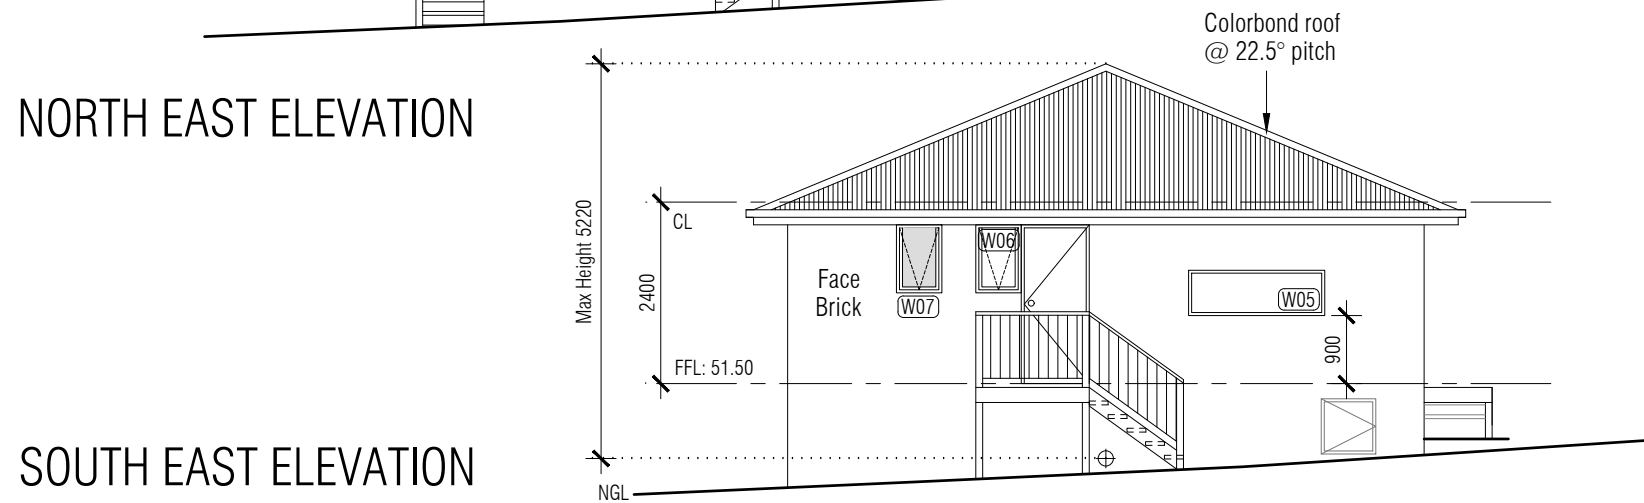 Colorbond roof
@ 22.5° pitch
NORTH EAST ELEVATION
Max Height 5220
CL
2400
Face
Brick
W07
W06
W05
900
FFL: 51.50
SOUTH EAST ELEVATION
NGL